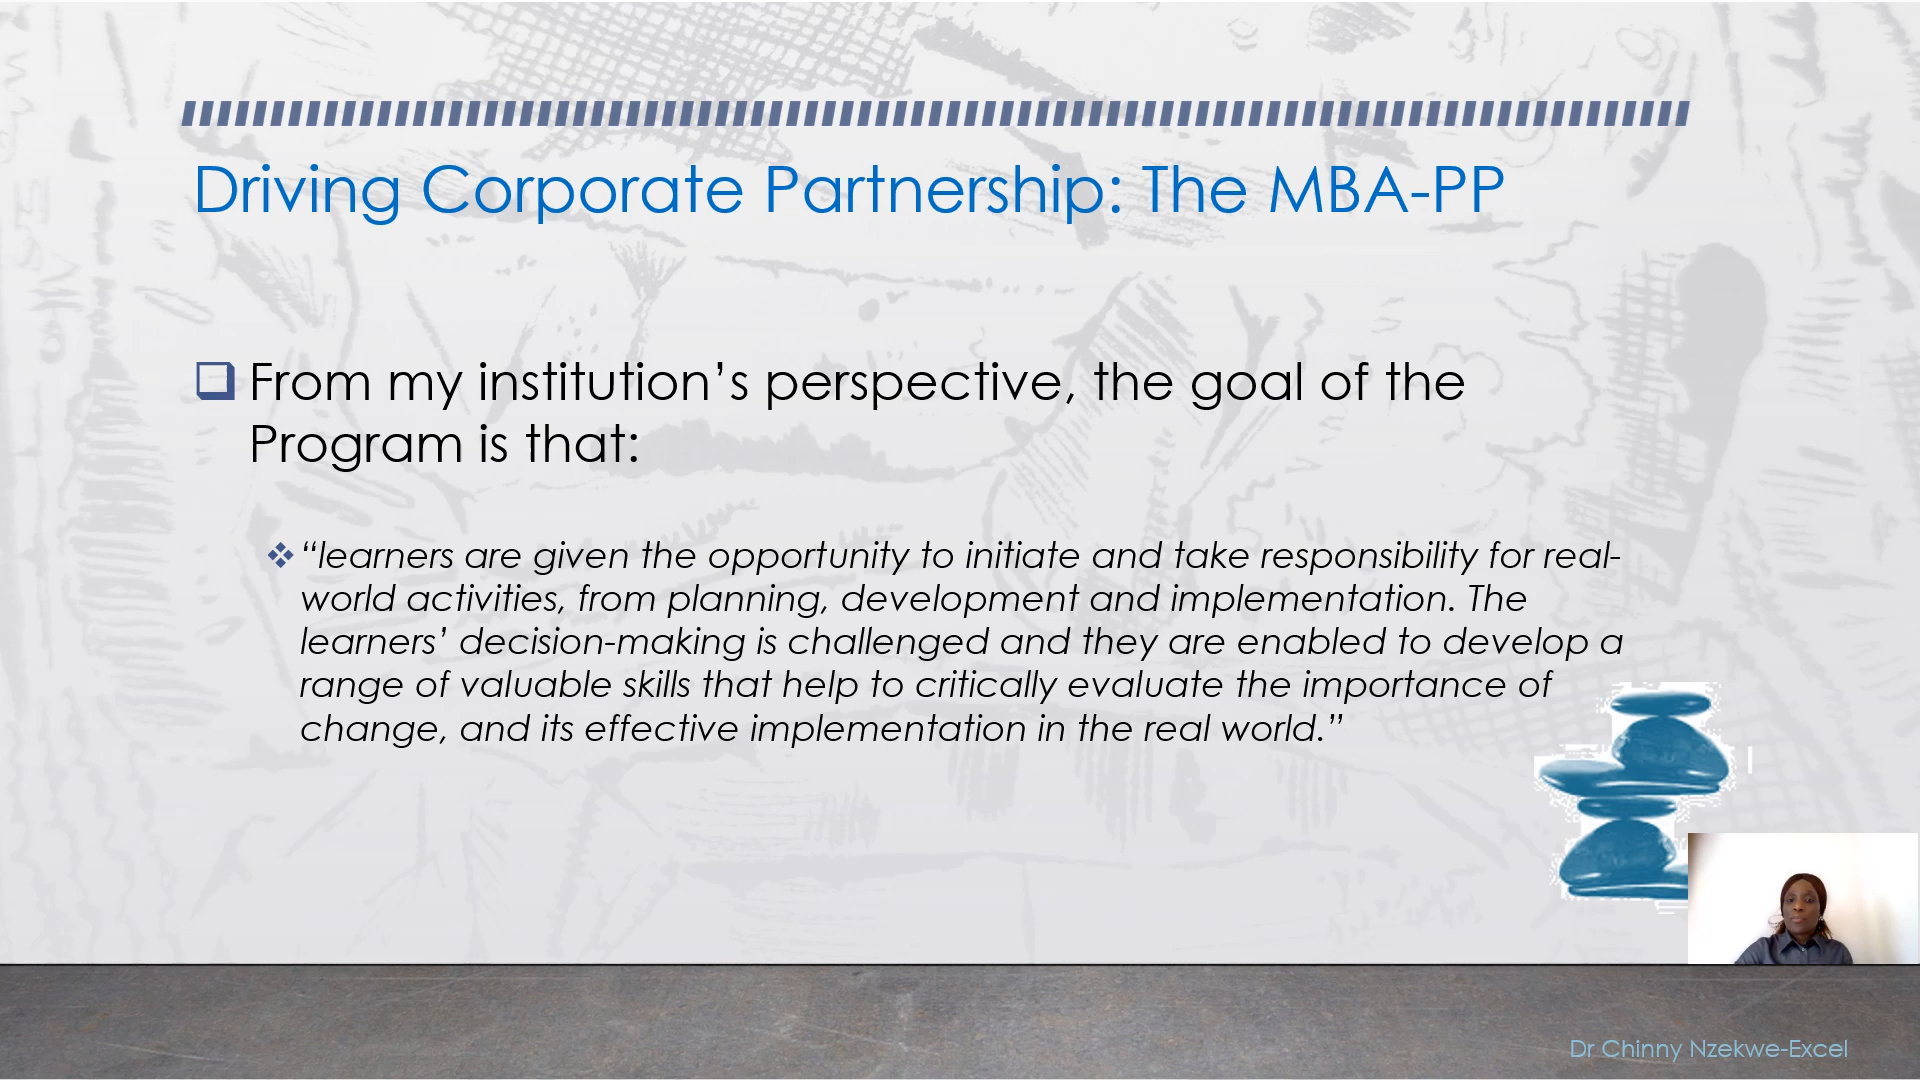 Driving Corporate Partnership: The MBA-PP
From my institution’s perspective, the goal of the
Program is that:
“learners are given the opportunity to initiate and take responsibility for real-
world activities, from planning, development and implementation. The
learners’ decision-making is challenged and they are enabled to develop a
range of valuable skills that help to critically evaluate the importance of
change, and its effective implementation in the real world.”
Dr Chinny Nzekwe-Excel